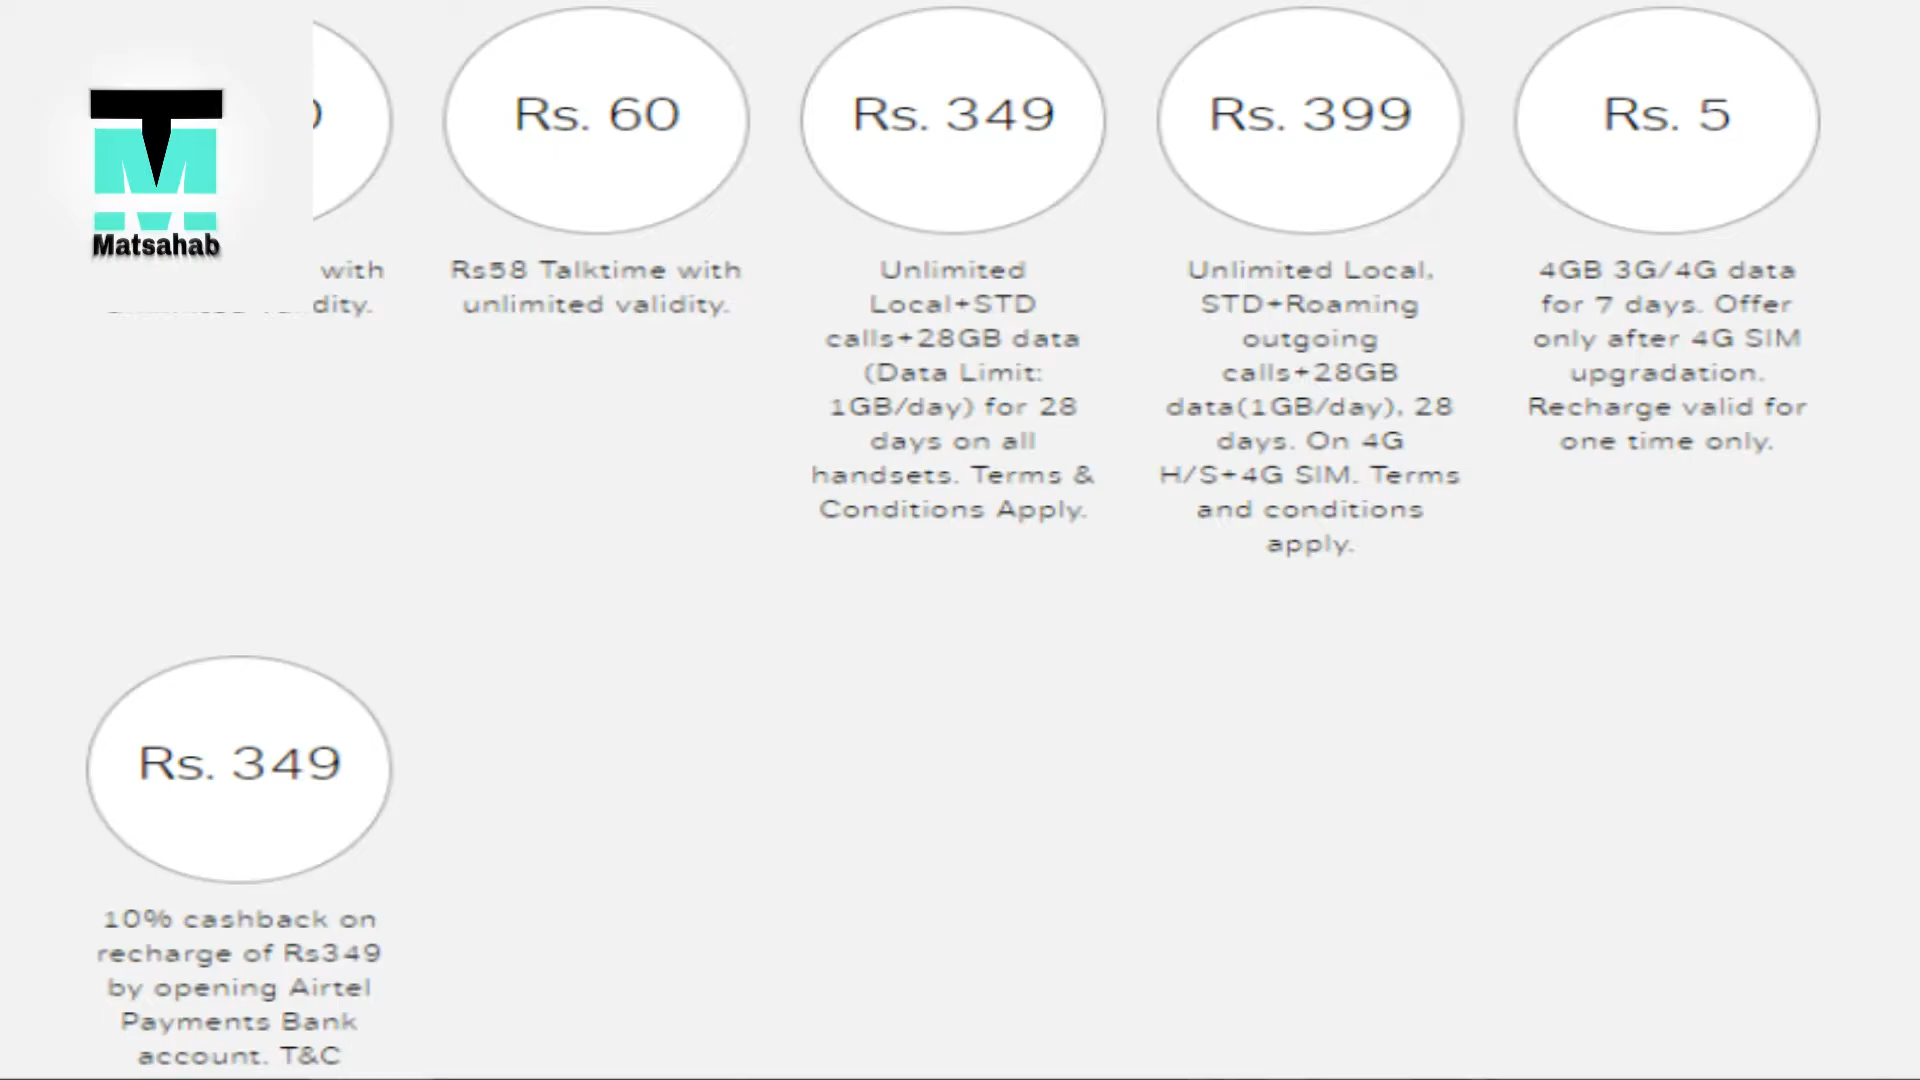 Matsahab
with
dity.
Rs. 60
Rs58 Talktime with
unlimited validity.
Rs. 349
Unlimited
Local+STD
calls+28GB data
(Data Limit:
1GB/day) for 28
days on all
handsets. Terms &
Conditions Apply.
Rs. 399
Unlimited Local,
STD+Roaming
outgoing
calls+28GB
data(1GB/day), 28
days. On 4G
H/S+4G SIM. Terms
and conditions
apply.
Rs. 5
4GB 3G/4G data
for 7 days. Offer
only after 4G SIM
upgradation.
Recharge valid for
one time only.
Rs. 349
10% cashback on
recharge of Rs349
by opening Airtel
Payments Bank
account. T&C